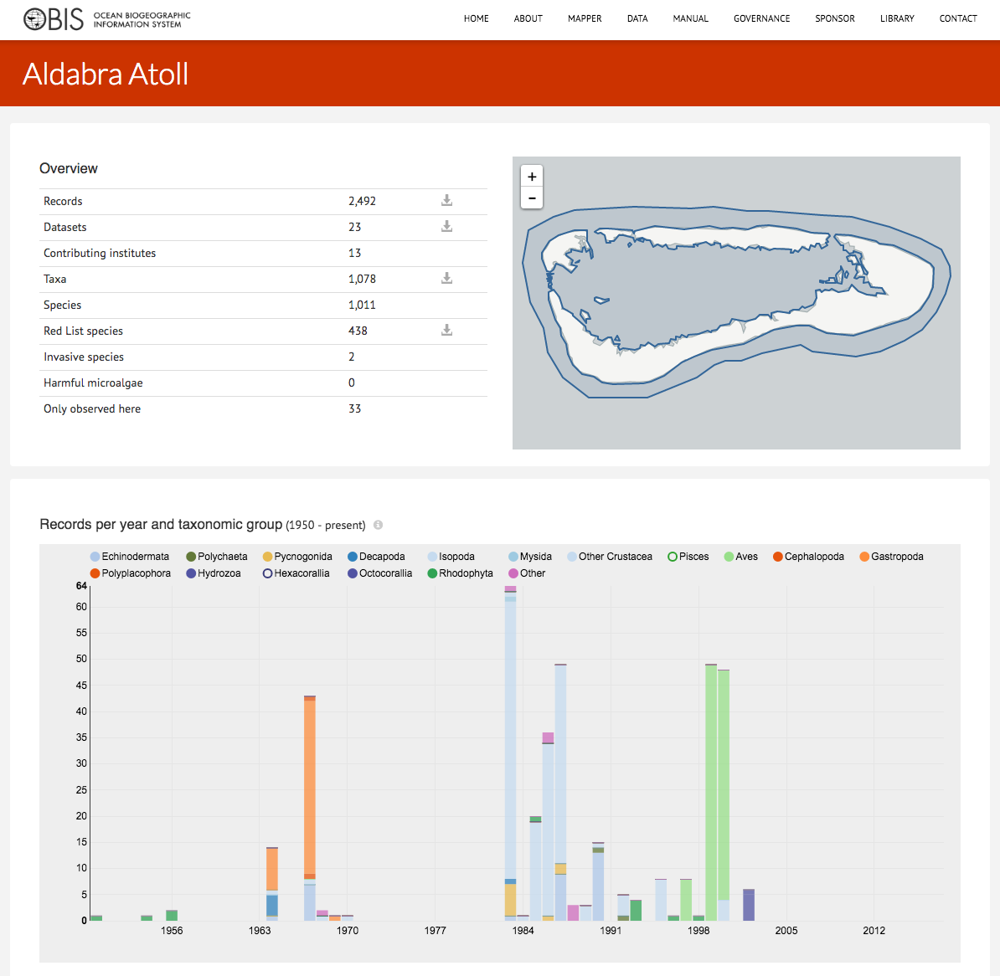 OBIS OCEAN BIOGEOGRAPHIC
INFORMATION SYSTEM
HOME ABOUT MAPPER DATA MANUAL GOVERNANCE SPONSOR LIBRARY CONTACT
Aldabra Atoll
Overview
Records 2,492
Datasets 23
Contributing institutes 13
Taxa 1,078
Species 1,011
Red List species 438
Invasive species 2
Harmful microalgae 0
Only observed here 33
+
-
Records per year and taxonomic group (1950 - present) i
Echinodermata Polychaeta Pycnogonida Decapoda Isopoda Mysida Other Crustacea Pisces Aves Cephalopoda Gastropoda
Polyplacophora Hydrozoa Hexacorallia Octocorallia Rhodophyta Other
64
60
55
50
45
40
35
30
25
20
15
10
5
0
1956 1963 1970 1977 1984 1991 1998 2005 2012